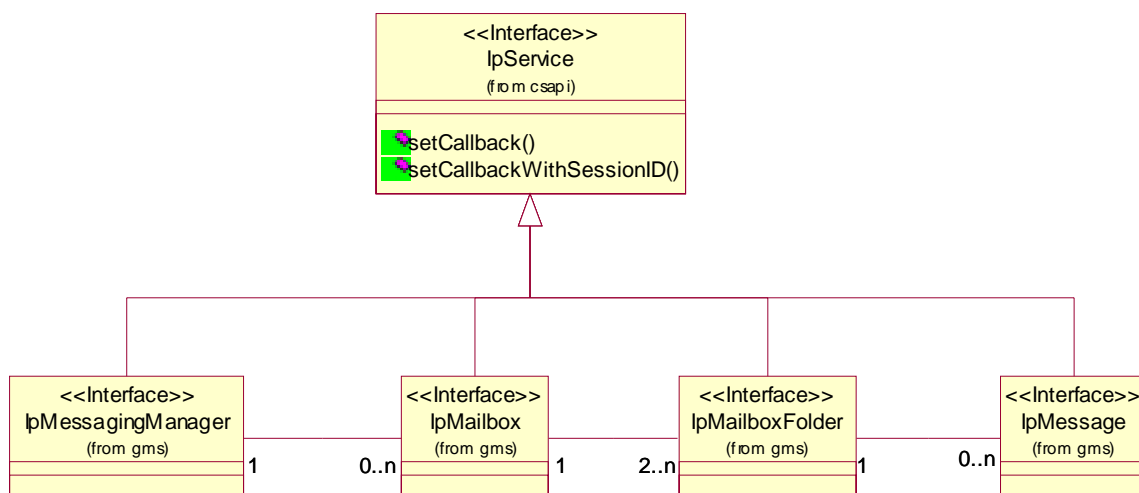 <<Interface>>
IpService
(from csapi)
setCallback()
setCallbackWithSessionID()
<<Interface>>
IpMessagingManager
(from gms)
<<Interface>>
IpMailbox
(from gms)
<<Interface>>
IpMailboxFolder
(from gms)
<<Interface>>
IpMessage
(from gms)
1
0..n
1
2..n
1
0..n